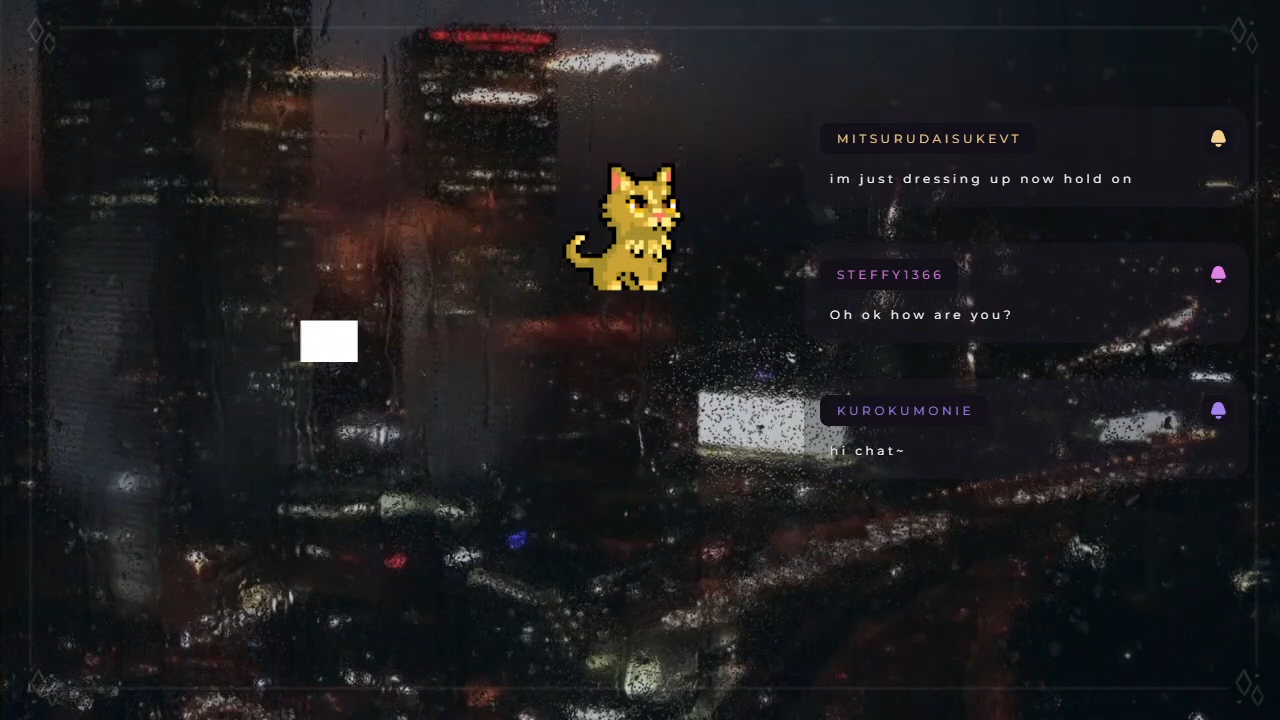 MITSURUDAISUKEVT
im just dressing up now hold on
STEFFY1366
Oh ok how are you?
KUROKUMONIE
hi chat~